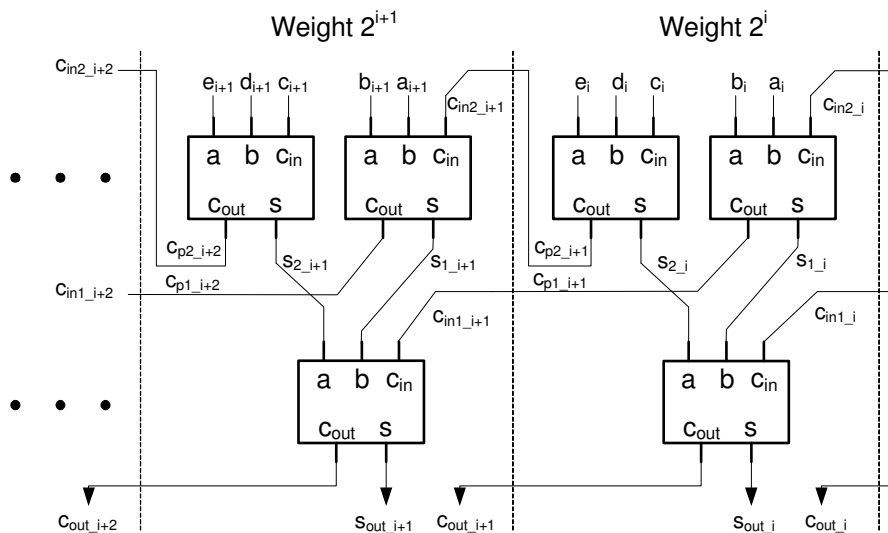 Weight 2^{i+1} Weight 2^i
c_{in2_i+2} e_{i+1} d_{i+1} c_{i+1} b_{i+1} a_{i+1} c_{in2_i+1} e_i d_i c_i b_i a_i c_{in2_i}
a b c_{in} a b c_{in} a b c_{in} a b c_{in}
c_{out} s c_{out} s c_{out} s c_{out} s
c_{p2_i+2} s_{2_i+1} s_{1_i+1} c_{p2_i+1} s_{2_i} s_{1_i}
c_{in1_i+2} c_{p1_i+2} c_{in1_i+1} c_{p1_i+1} c_{in1_i}
a b c_{in} a b c_{in}
c_{out} s c_{out} s
c_{out_i+2} s_{out_i+1} c_{out_i+1} s_{out_i} c_{out_i}